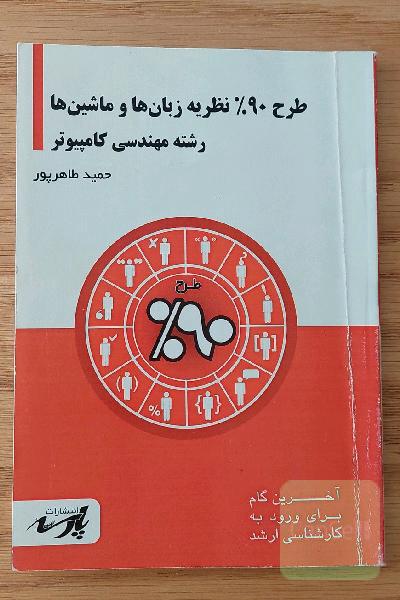 طرح ۹۰٪ نظریه زبان‌ها و ماشین‌ها
رشته مهندسی کامپیوتر
حمید طاهرپور
طرح
۹۰٪
آخرین گام
برای ورود به
کارشناسی ارشد
انتشارات
پارسه